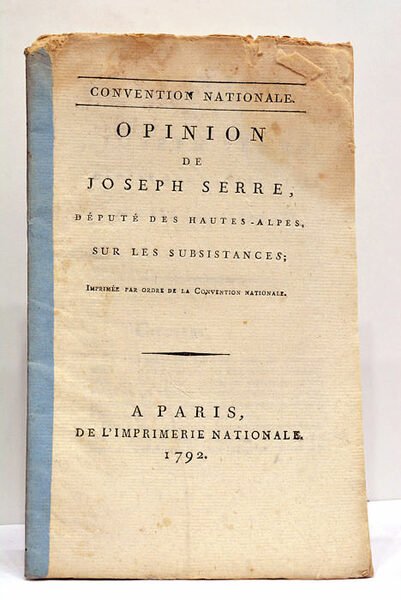 CONVENTION NATIONALE.
OPINION
DE
JOSEPH SERRE,
DÉPUTÉ DES HAUTES-ALPES,
SUR LES SUBSISTANCES;
IMPRIMÉE PAR ORDRE DE LA CONVENTION NATIONALE.
A PARIS,
DE L'IMPRIMERIE NATIONALE.
1792.